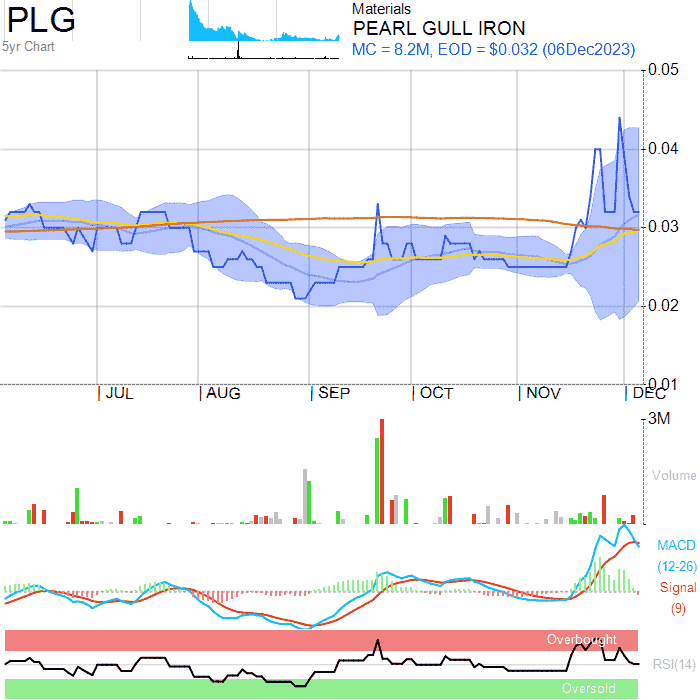 PLG
5yr Chart
Materials
PEARL GULL IRON
MC = 8.2M, EOD = $0.032 (06Dec2023)
0.05
0.04
0.03
0.02
0.01
JUL AUG SEP OCT NOV DEC
3M
Volume
MACD
(12-26)
Signal
(9)
Overbought
RSI(14)
Oversold